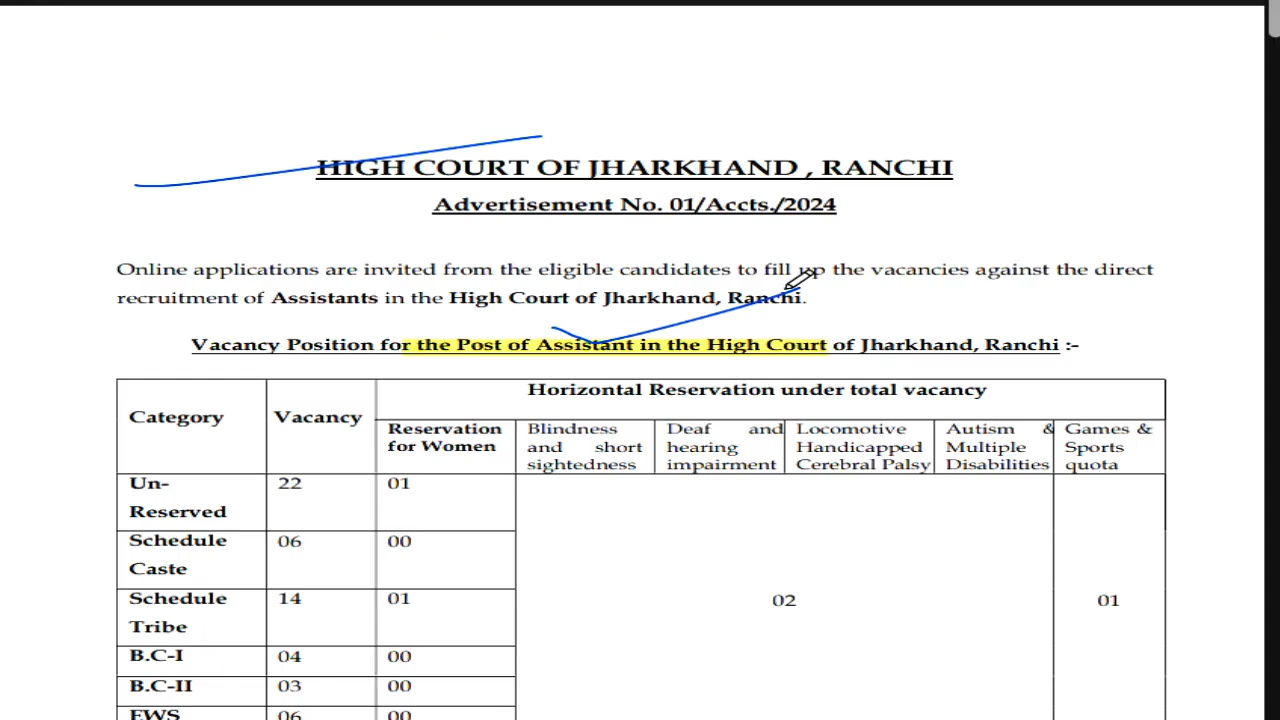 HIGH COURT OF JHARKHAND , RANCHI
Advertisement No. 01/Accts./2024
Online applications are invited from the eligible candidates to fill up the vacancies against the direct
recruitment of Assistants in the High Court of Jharkhand, Ranchi.
Vacancy Position for the Post of Assistant in the High Court of Jharkhand, Ranchi :-
Category Vacancy Horizontal Reservation under total vacancy
Reservation for Women
Blindness and short sightedness
Deaf and hearing impairment
Locomotive Handicapped Cerebral Palsy
Autism & Multiple Disabilities
Games & Sports quota
Un-Reserved 22 01
Schedule Caste 06 00
Schedule Tribe 14 01 02 01
B.C-I 04 00
B.C-II 03 00
EWS 06 00